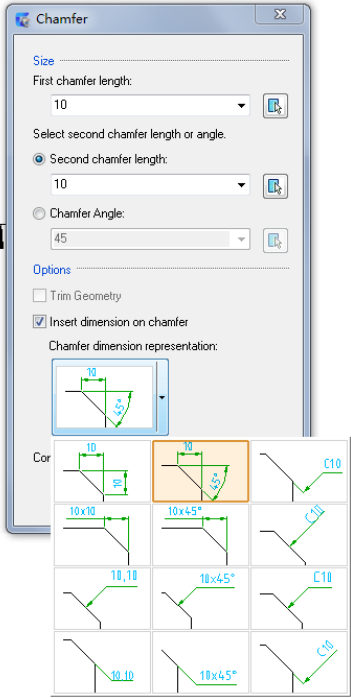 Chamfer
Size
First chamfer length:
10
Select second chamfer length or angle.
Second chamfer length:
10
Chamfer Angle:
45
Options
Trim Geometry
Insert dimension on chamfer
Chamfer dimension representation:
10
45°
Cor
10
10
10
45°
C10
10x10
10x45°
C10
10,10
10x45°
C10
10.10
10x45°
C10